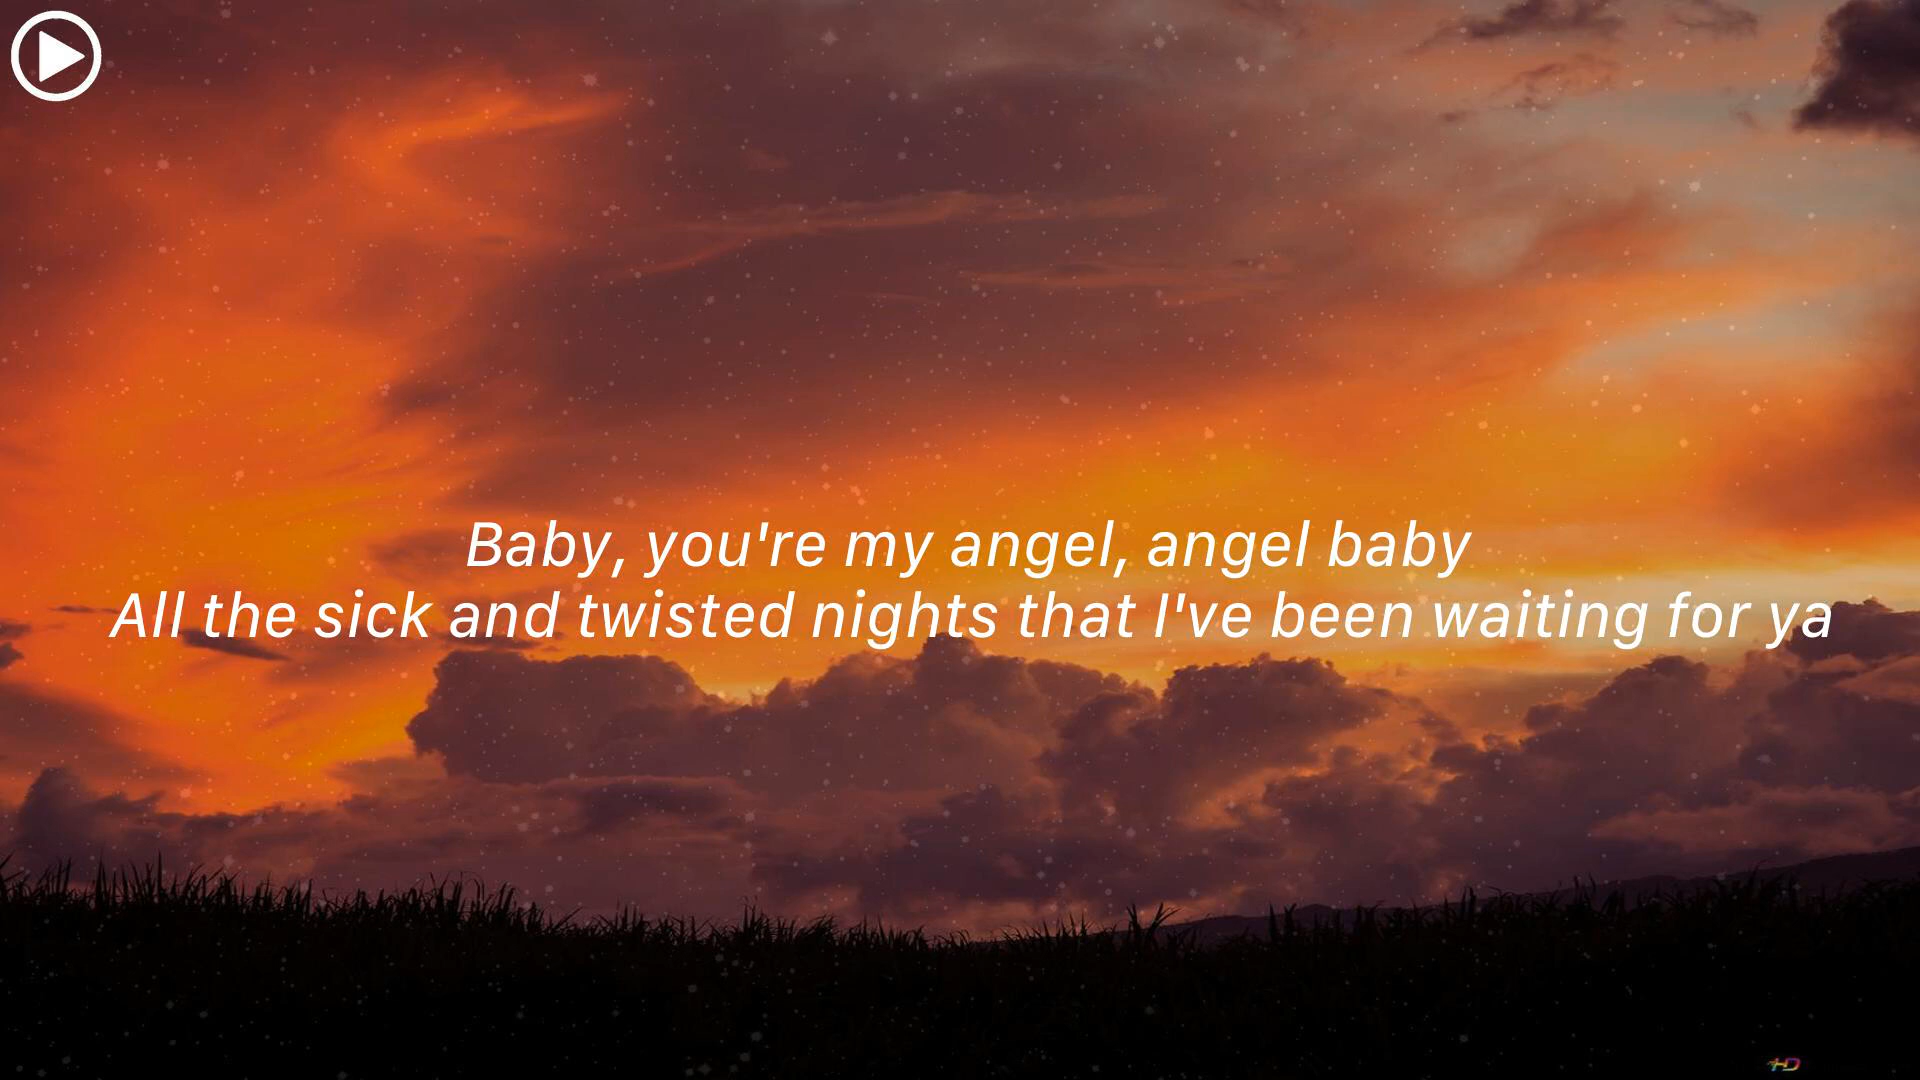 Baby, you're my angel, angel baby
All the sick and twisted nights that I've been waiting for ya
HD